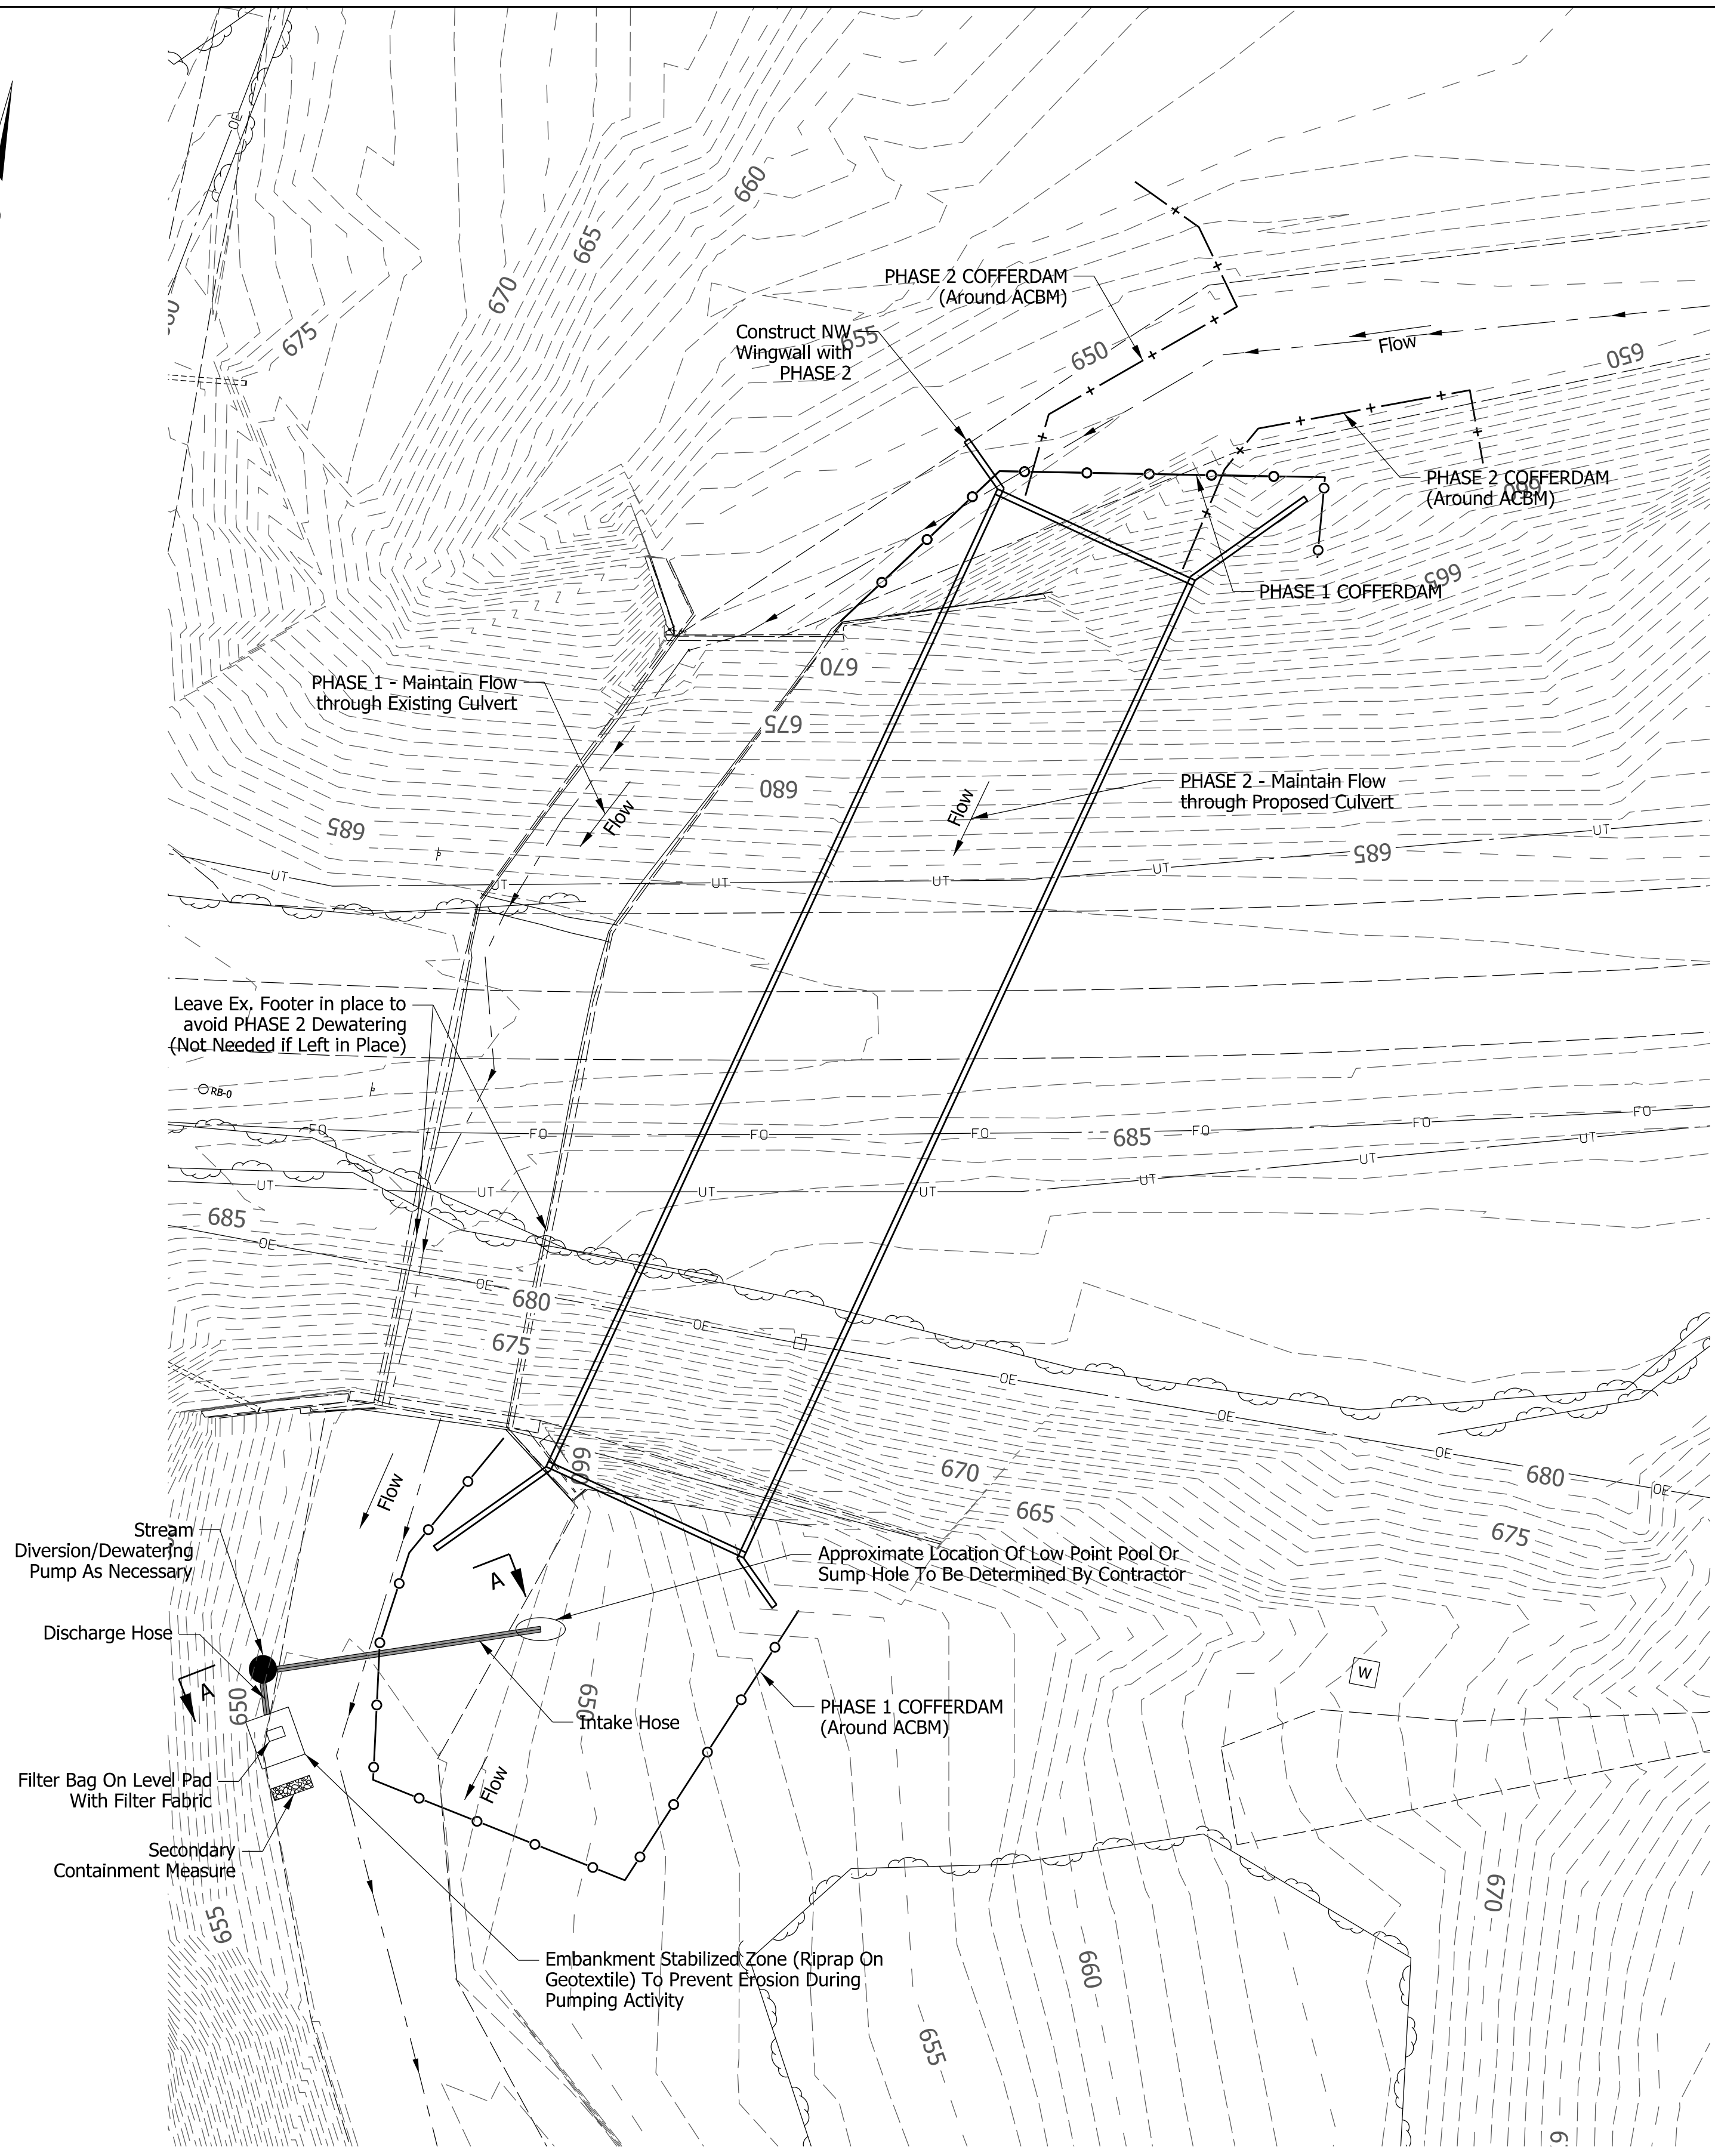 OE
660
665
670
675
PHASE 2 COFFERDAM
(Around ACBM)
Construct NW
Wingwall with
PHASE 2
655
650
Flow
650
PHASE 2 COFFERDAM
(Around ACBM)
660
665
PHASE 1 COFFERDAM
670
PHASE 1 - Maintain Flow
through Existing Culvert
675
680
Flow
Flow
PHASE 2 - Maintain Flow
through Proposed Culvert
685
685
UT
UT
UT
UT
UT
UT
Leave Ex. Footer in place to
avoid PHASE 2 Dewatering
(Not Needed if Left in Place)
RB-0
FO
FO
FO
FO
685
FO
FO
FO
UT
UT
UT
UT
UT
UT
UT
685
OE
OE
680
OE
675
OE
OE
OE
OE
660
670
665
680
675
Flow
Stream
Diversion/Dewatering
Pump As Necessary
A
Approximate Location Of Low Point Pool Or
Sump Hole To Be Determined By Contractor
Discharge Hose
A
650
650
Intake Hose
PHASE 1 COFFERDAM
(Around ACBM)
W
Flow
Filter Bag On Level Pad
With Filter Fabric
Secondary
Containment Measure
655
670
Embankment Stabilized Zone (Riprap On
Geotextile) To Prevent Erosion During
Pumping Activity
660
655